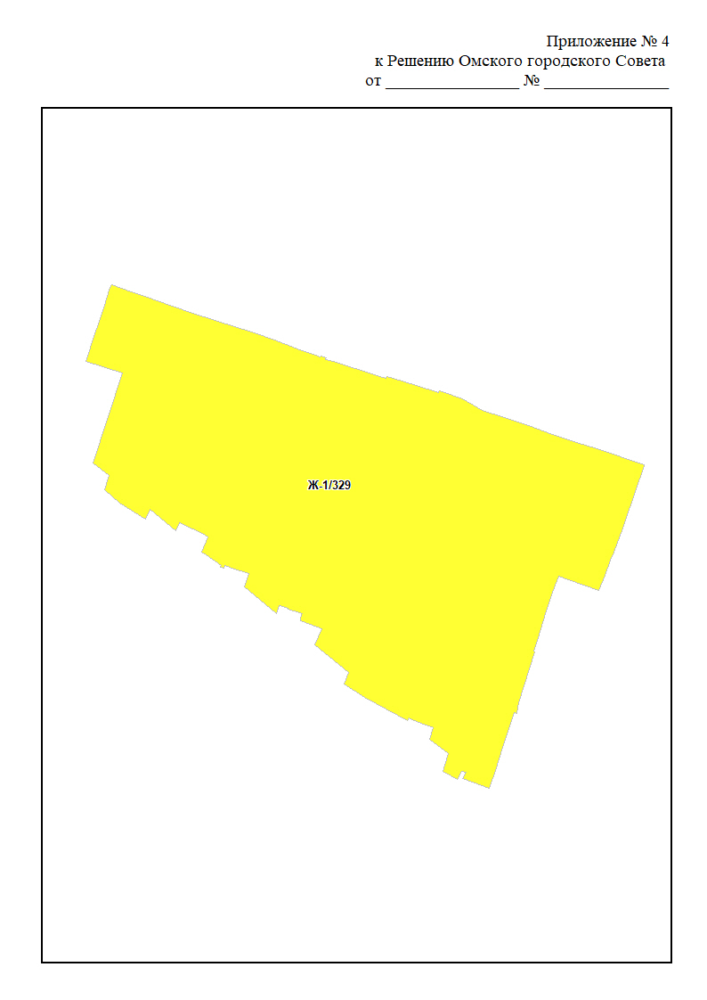 Приложение № 4
к Решению Омского городского Совета
от ________________ № _______________
Ж-1/329